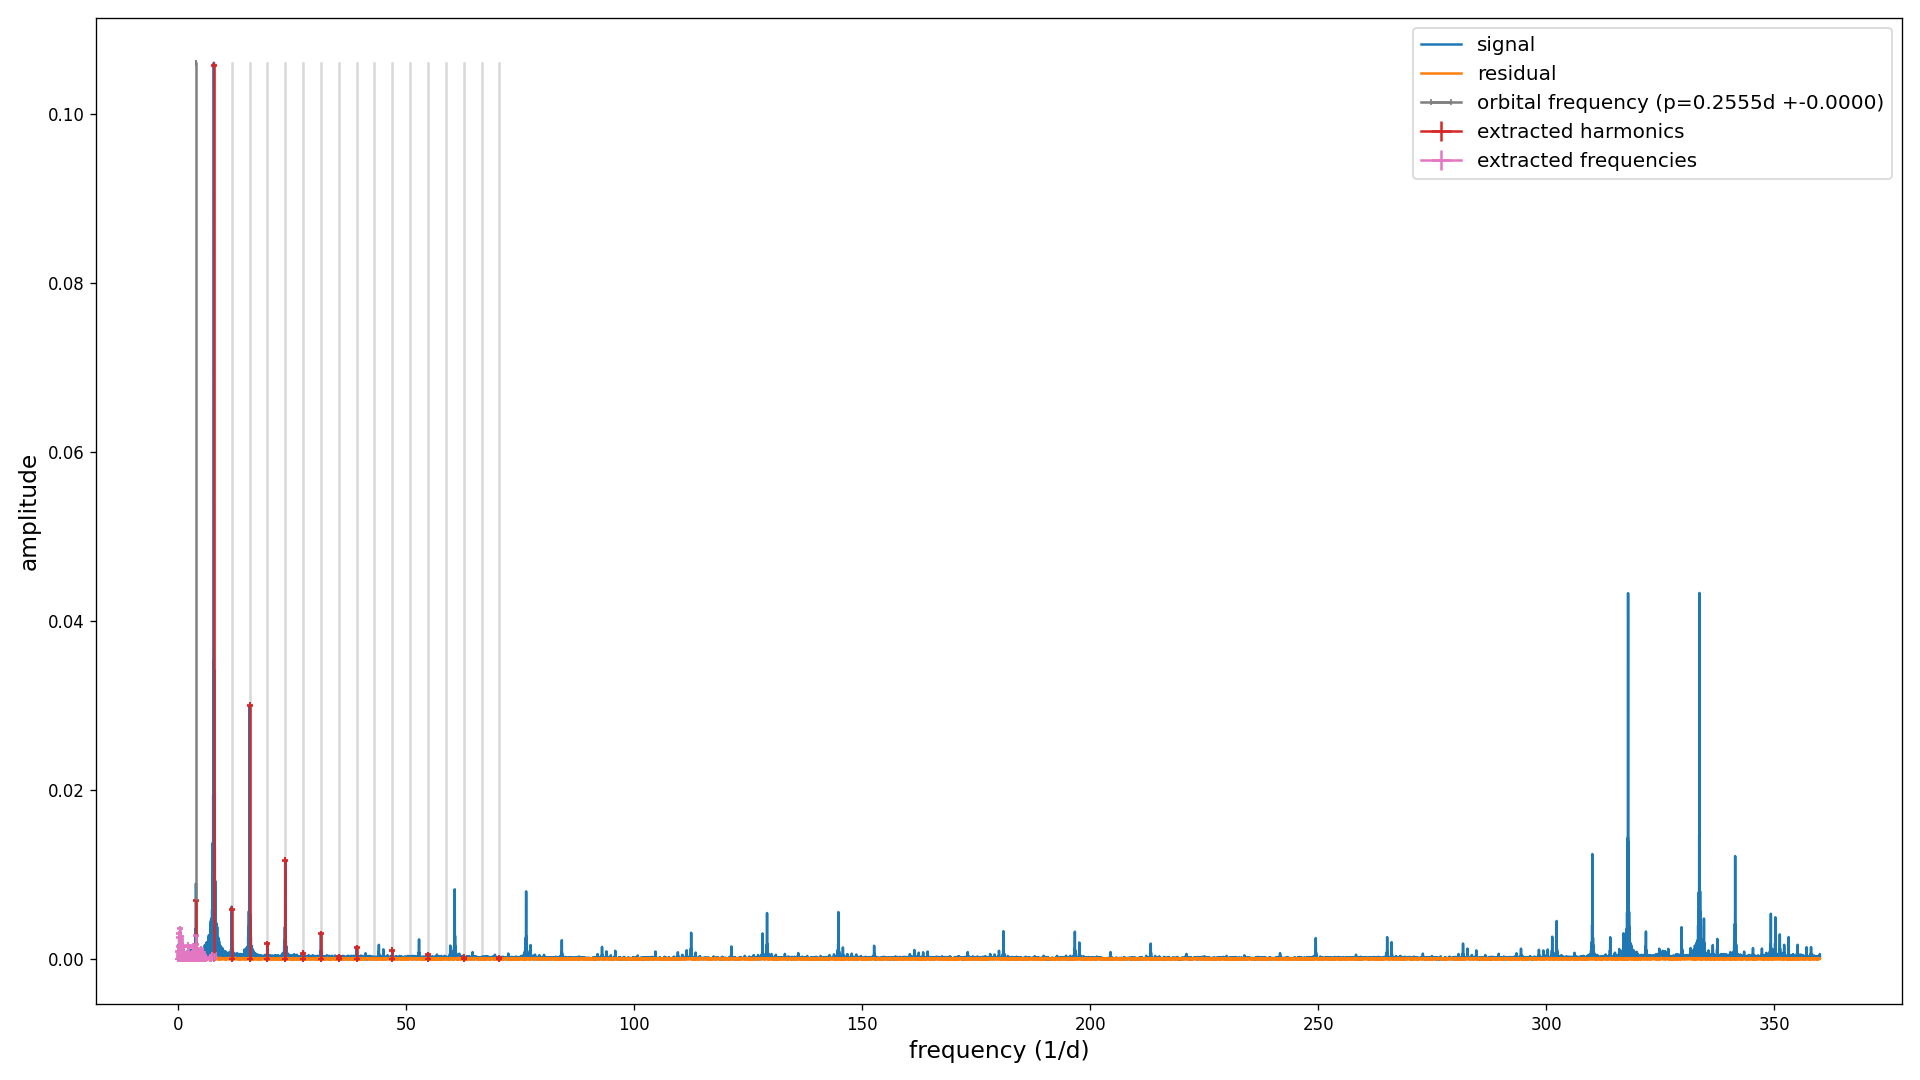 signal
residual
orbital frequency (p=0.2555d +-0.0000)
extracted harmonics
extracted frequencies
amplitude
0.10
0.08
0.06
0.04
0.02
0.00
0 50 100 150 200 250 300 350
frequency (1/d)